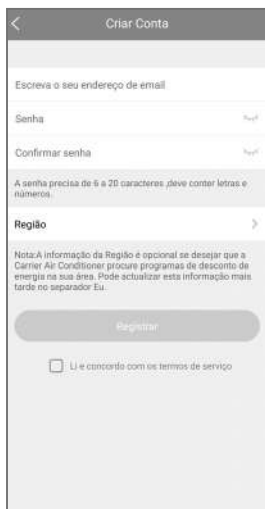 Criar Conta
Escreva o seu endereço de email
Senha
Confirmar senha
A senha precisa de 6 a 20 caracteres ,deve conter letras e
números.
Região
Nota:A informação da Região é opcional se desejar que a
Carrier Air Conditioner procure programas de desconto de
energia na sua área. Pode actualizar esta informação mais
tarde no separador Eu.
Registrar
Li e concordo com os termos de serviço